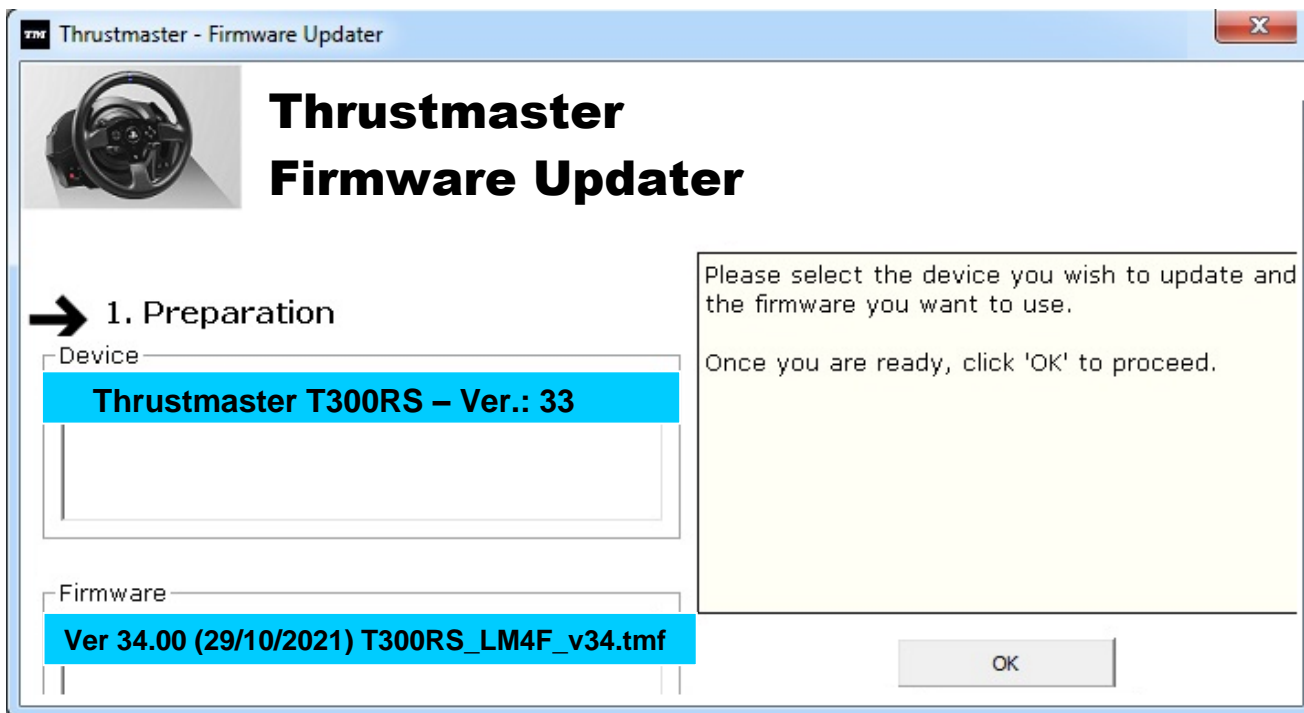 Thrustmaster - Firmware Updater
Thrustmaster
Firmware Updater
1. Preparation
Device
Thrustmaster T300RS – Ver.: 33
Firmware
Ver 34.00 (29/10/2021) T300RS_LM4F_v34.tmf
Please select the device you wish to update and
the firmware you want to use.
Once you are ready, click 'OK' to proceed.
OK